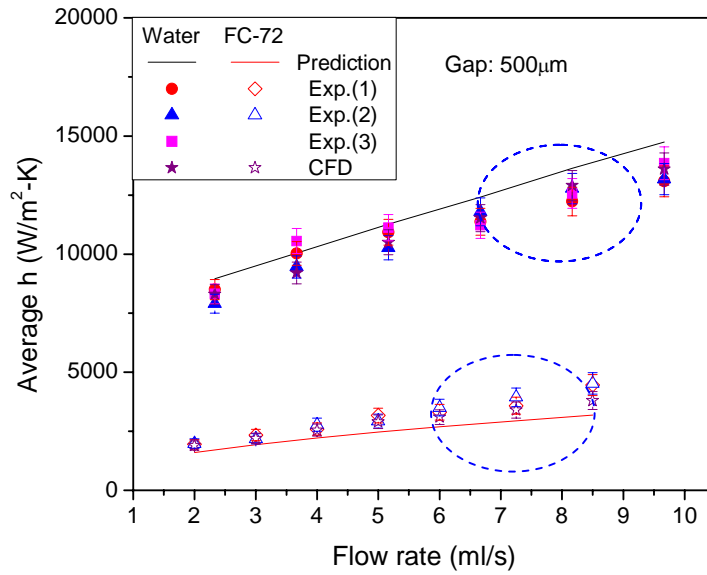 20000
15000
10000
5000
0
Average h (W/m²-K)
Water FC-72
Prediction
Exp.(1)
Exp.(2)
Exp.(3)
CFD
Gap: 500μm
1 2 3 4 5 6 7 8 9 10
Flow rate (ml/s)